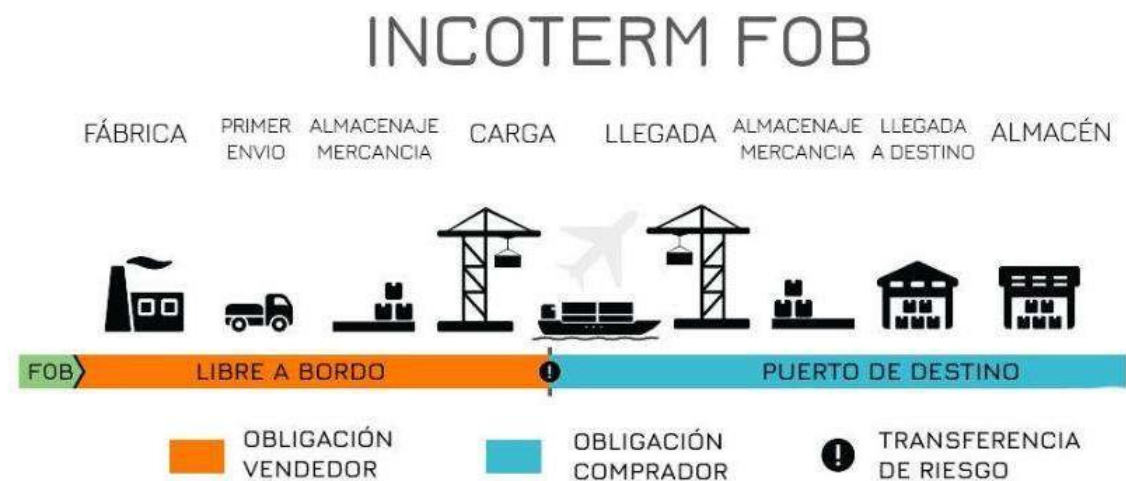 INCOTERM FOB
FÁBRICA
PRIMER
ENVIO
ALMACENAJE
MERCANCIA
CARGA
LLEGADA
ALMACENAJE
MERCANCIA
LLEGADA
A DESTINO
ALMACÉN
FOB
LIBRE A BORDO
!
PUERTO DE DESTINO
OBLIGACIÓN
VENDEDOR
OBLIGACIÓN
COMPRADOR
!
TRANSFERENCIA
DE RIESGO